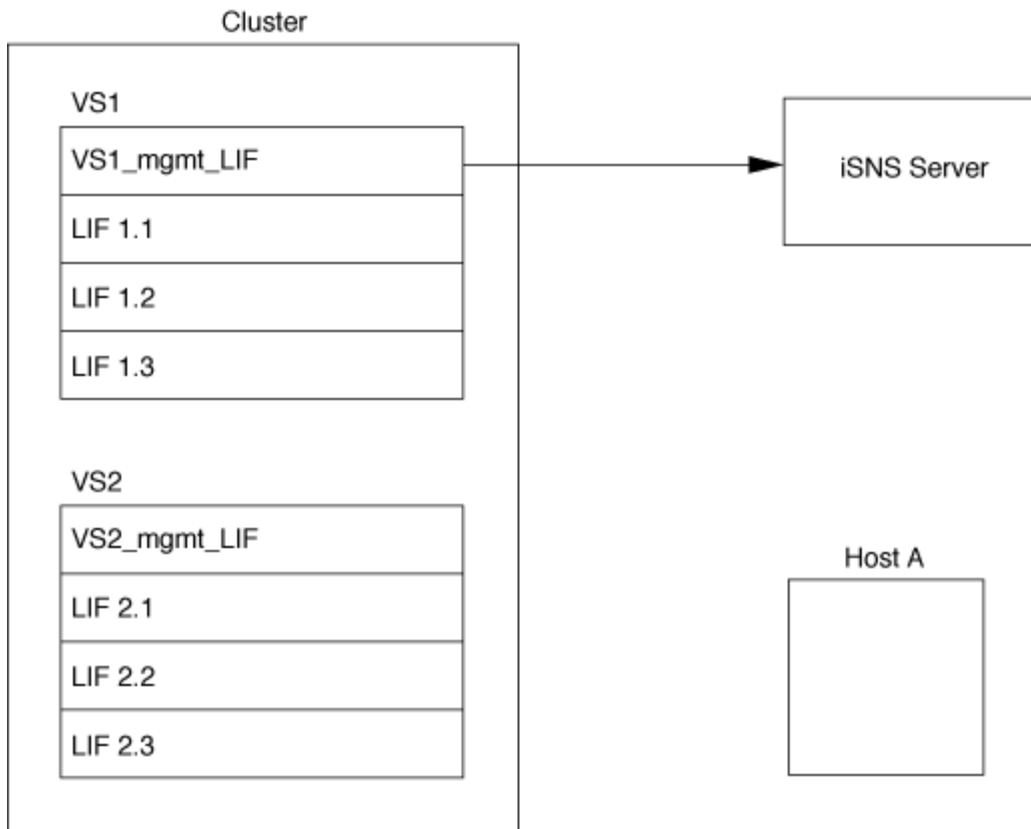 Cluster
VS1
VS1_mgmt_LIF
iSNS Server
LIF 1.1
LIF 1.2
LIF 1.3
VS2
VS2_mgmt_LIF
Host A
LIF 2.1
LIF 2.2
LIF 2.3